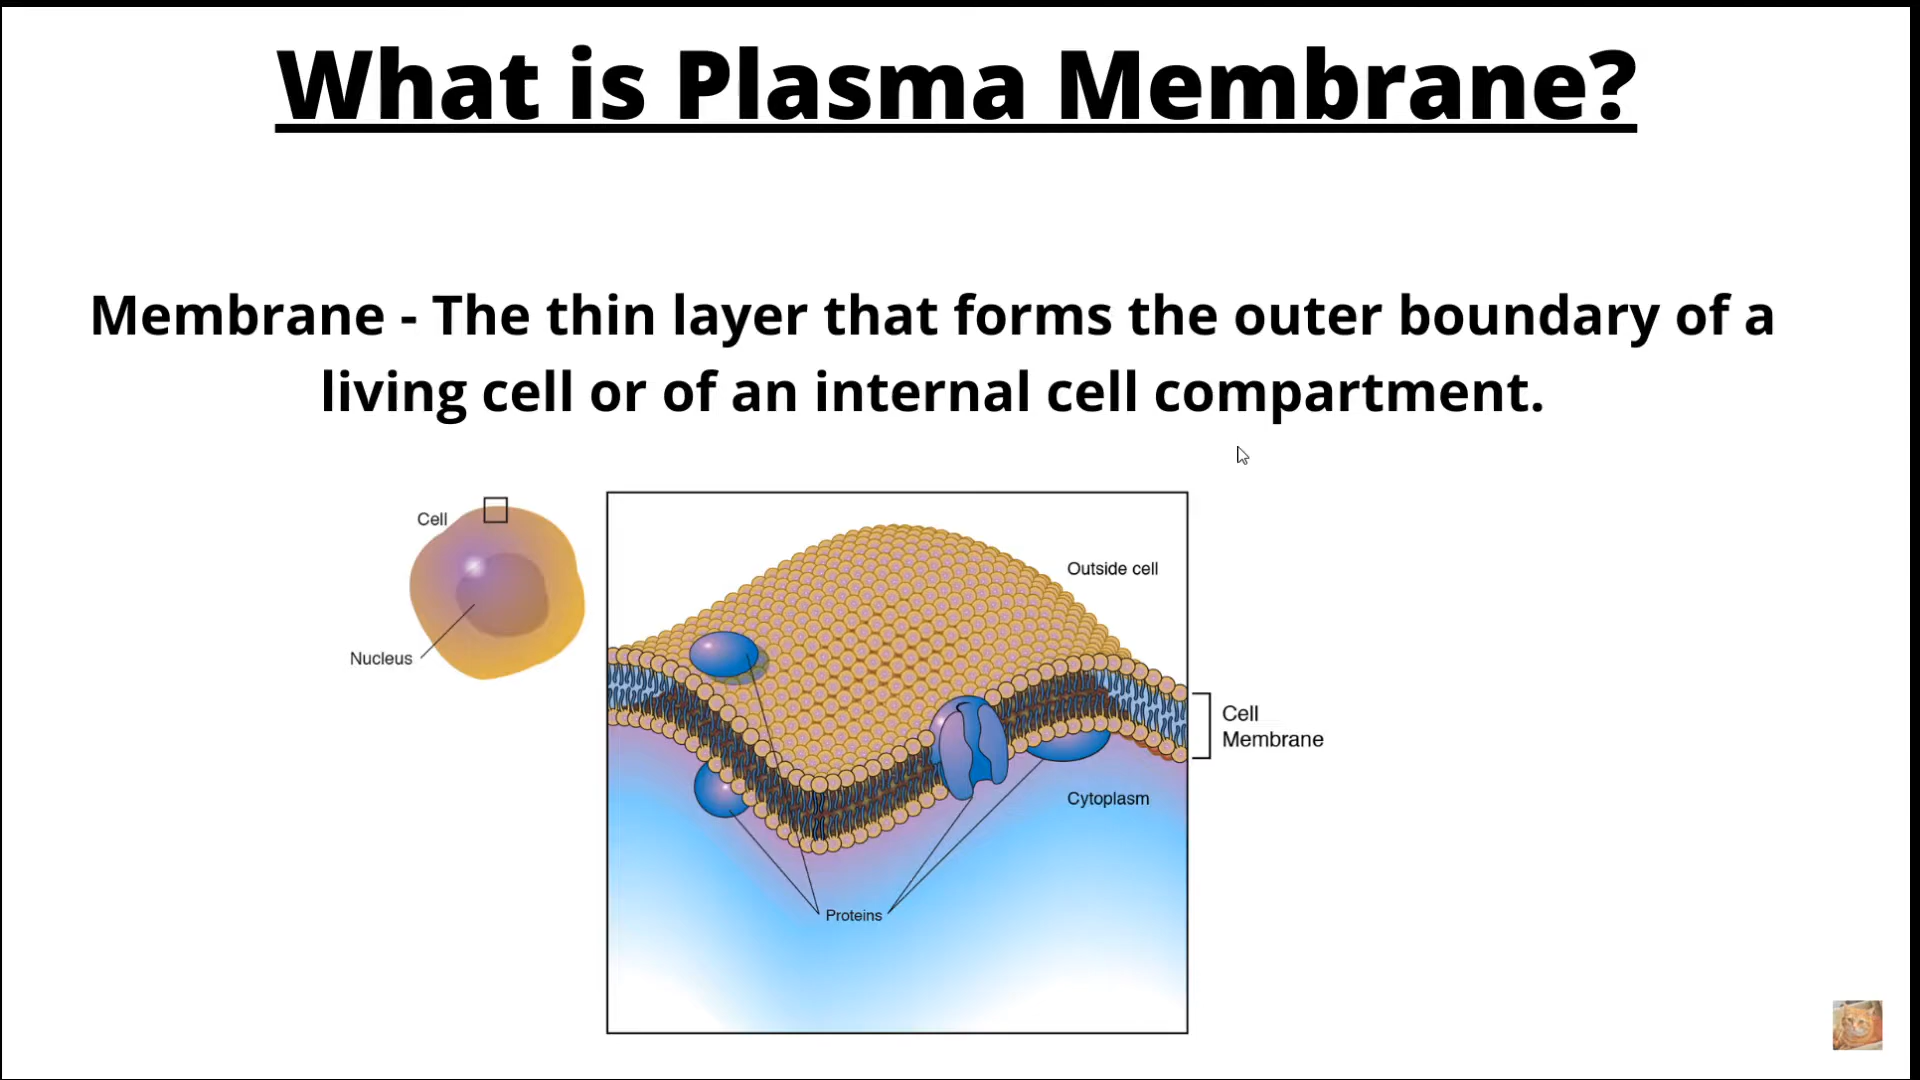 What is Plasma Membrane?
Membrane - The thin layer that forms the outer boundary of a
living cell or of an internal cell compartment.
Cell
Nucleus
Outside cell
Cell
Membrane
Cytoplasm
Proteins